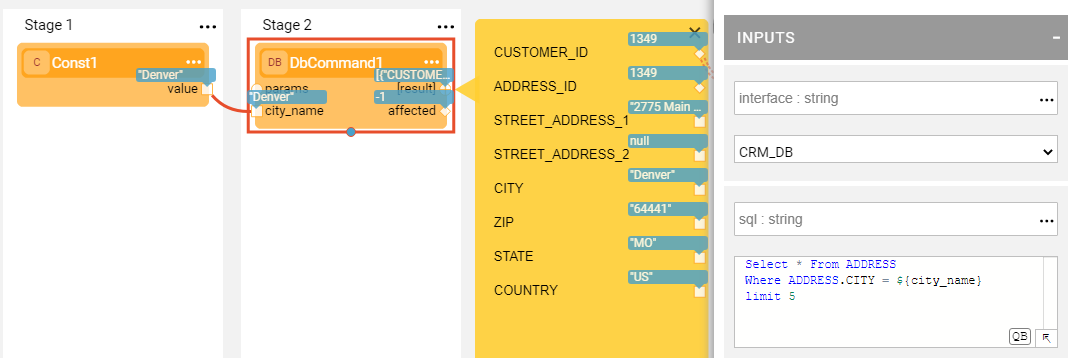 Stage 1
...
C Const1 ...
"Denver"
value
Stage 2
...
DB DbCommand1 ...
[{"CUSTOME...
params [result]
"Denver" -1
city_name affected
1349
CUSTOMER_ID
1349
ADDRESS_ID
"2775 Main ...
STREET_ADDRESS_1
null
STREET_ADDRESS_2
"Denver"
CITY
"64441"
ZIP
"MO"
STATE
"US"
COUNTRY
INPUTS
interface : string ...
CRM_DB
sql : string ...
Select * From ADDRESS
Where ADDRESS.CITY = ${city_name}
limit 5
QB